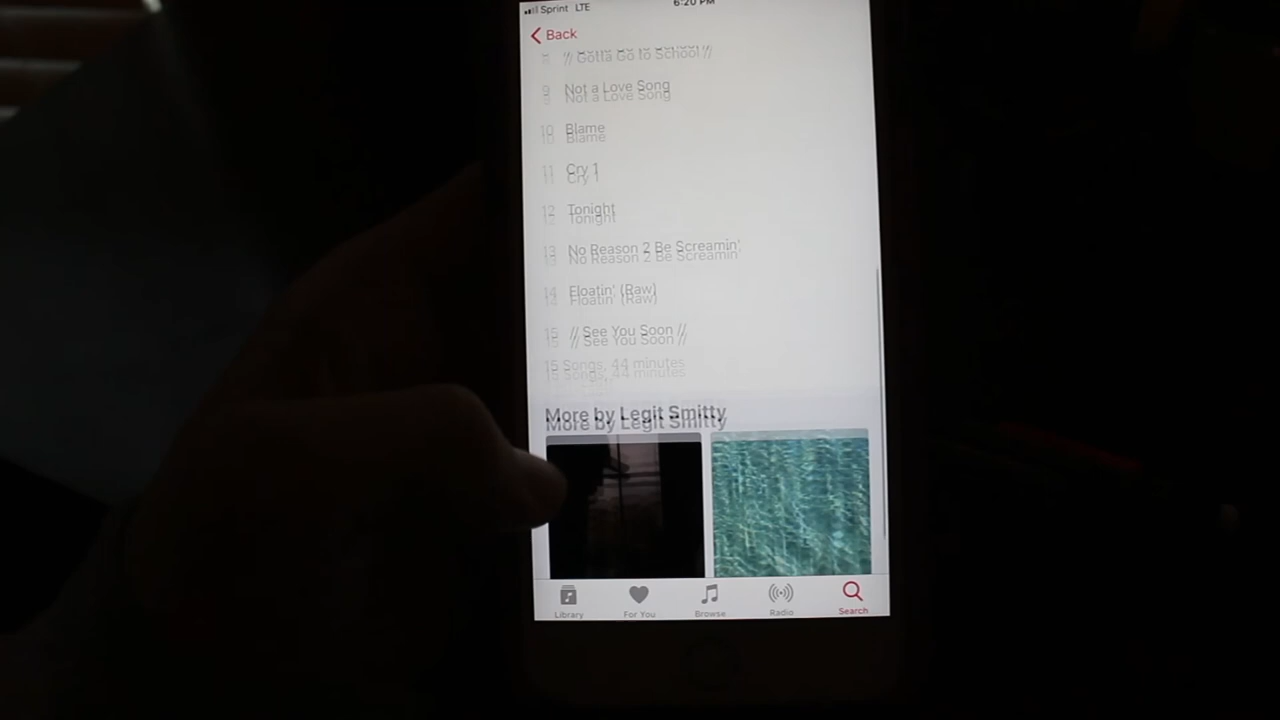 Sprint LTE 6:20 PM
Back
8 // Gotta Go to School //
9 Not a Love Song
10 Blame
11 Cry 1
12 Tonight
13 No Reason 2 Be Screamin'
14 Floatin' (Raw)
15 // See You Soon //
15 Songs, 44 minutes
More by Legit Smitty
Library For You Browse Radio Search